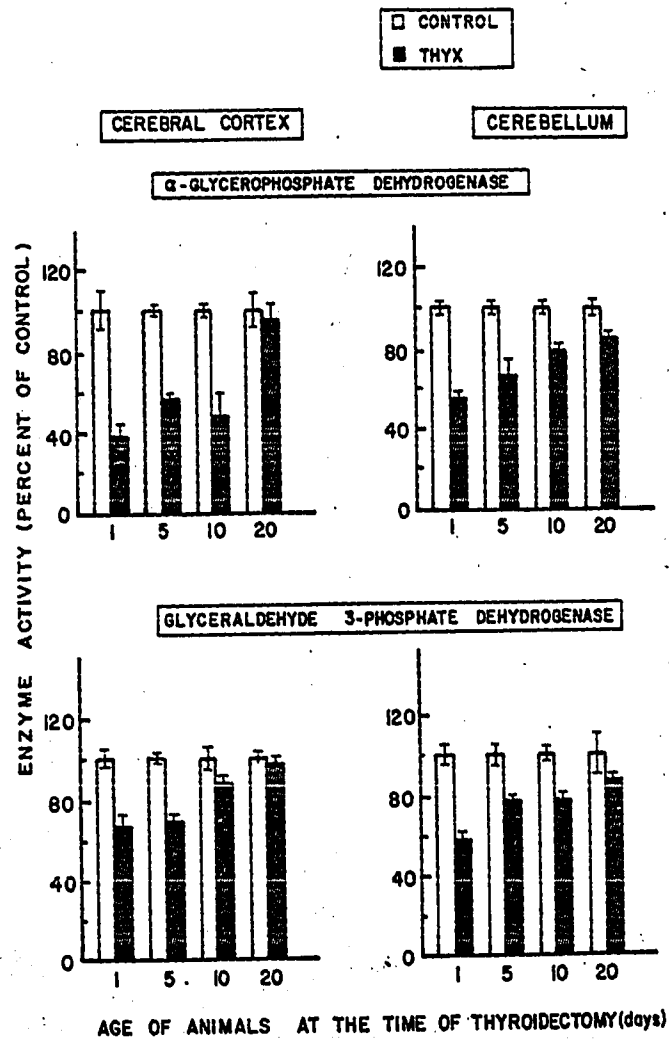 CONTROL
THYX
CEREBRAL CORTEX
CEREBELLUM
α-GLYCEROPHOSPHATE DEHYDROGENASE
ENZYME ACTIVITY (PERCENT OF CONTROL)
120
80
40
0
1 5 10 20
120
80
40
0
1 5 10 20
GLYCERALDEHYDE 3-PHOSPHATE DEHYDROGENASE
120
80
40
0
1 5 10 20
120
80
40
0
1 5 10 20
AGE OF ANIMALS AT THE TIME OF THYROIDECTOMY(days)